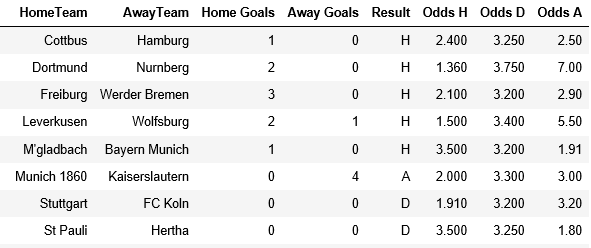 HomeTeam AwayTeam Home Goals Away Goals Result Odds H Odds D Odds A
Cottbus Hamburg 1 0 H 2.400 3.250 2.50
Dortmund Nurnberg 2 0 H 1.360 3.750 7.00
Freiburg Werder Bremen 3 0 H 2.100 3.200 2.90
Leverkusen Wolfsburg 2 1 H 1.500 3.400 5.50
M'gladbach Bayern Munich 1 0 H 3.500 3.200 1.91
Munich 1860 Kaiserslautern 0 4 A 2.000 3.300 3.00
Stuttgart FC Koln 0 0 D 1.910 3.200 3.20
St Pauli Hertha 0 0 D 3.500 3.250 1.80